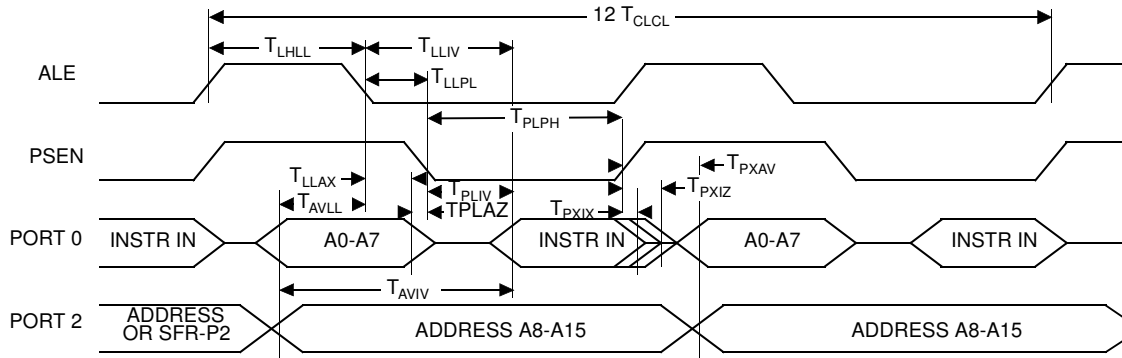 12 TCLCL
TLHLL
TLLIV
ALE
TLLPL
TPLPH
PSEN
TPXAV
TLLAX
TPLIV
TPXIZ
TAVLL
TPLAZ
TPXIX
PORT 0
INSTR IN
A0-A7
INSTR IN
A0-A7
INSTR IN
TAVIV
PORT 2
ADDRESS
OR SFR-P2
ADDRESS A8-A15
ADDRESS A8-A15